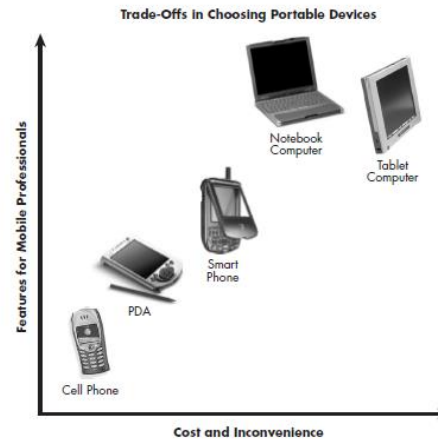 Trade-Offs in Choosing Portable Devices
Features for Mobile Professionals
Notebook
Computer
Tablet
Computer
Smart
Phone
PDA
Cell Phone
Cost and Inconvenience